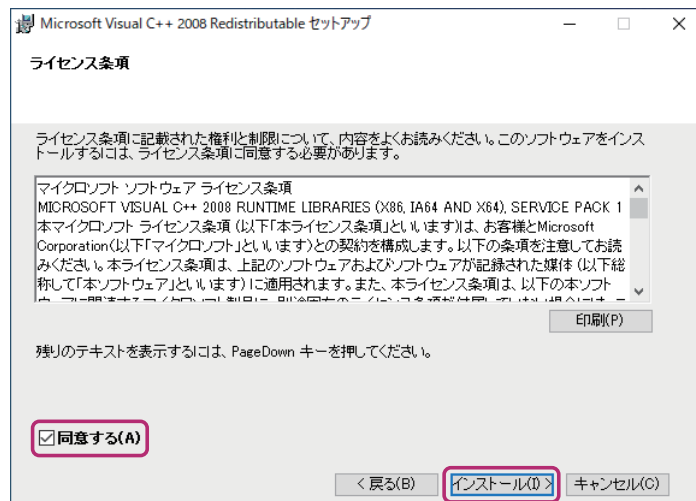 Microsoft Visual C++ 2008 Redistributable セットアップ
ライセンス条項
ライセンス条項に記載された権利と制限について、内容をよくお読みください。このソフトウェアをインス
トールするには、ライセンス条項に同意する必要があります。
マイクロソフト ソフトウェア ライセンス条項
MICROSOFT VISUAL C++ 2008 RUNTIME LIBRARIES (X86, IA64 AND X64), SERVICE PACK 1
本マイクロソフト ライセンス条項 (以下「本ライセンス条項」といいます)は、お客様とMicrosoft
Corporation(以下「マイクロソフト」といいます)との契約を構成します。以下の条項を注意してお読
みください。本ライセンス条項は、上記のソフトウェアおよびソフトウェアが記録された媒体 (以下総
称して「本ソフトウェア」といいます) に適用されます。また、本ライセンス条項は、以下の本ソフト
印刷(P)
残りのテキストを表示するには、PageDown キーを押してください。
同意する(A)
< 戻る(B)
インストール(I) >
キャンセル(C)